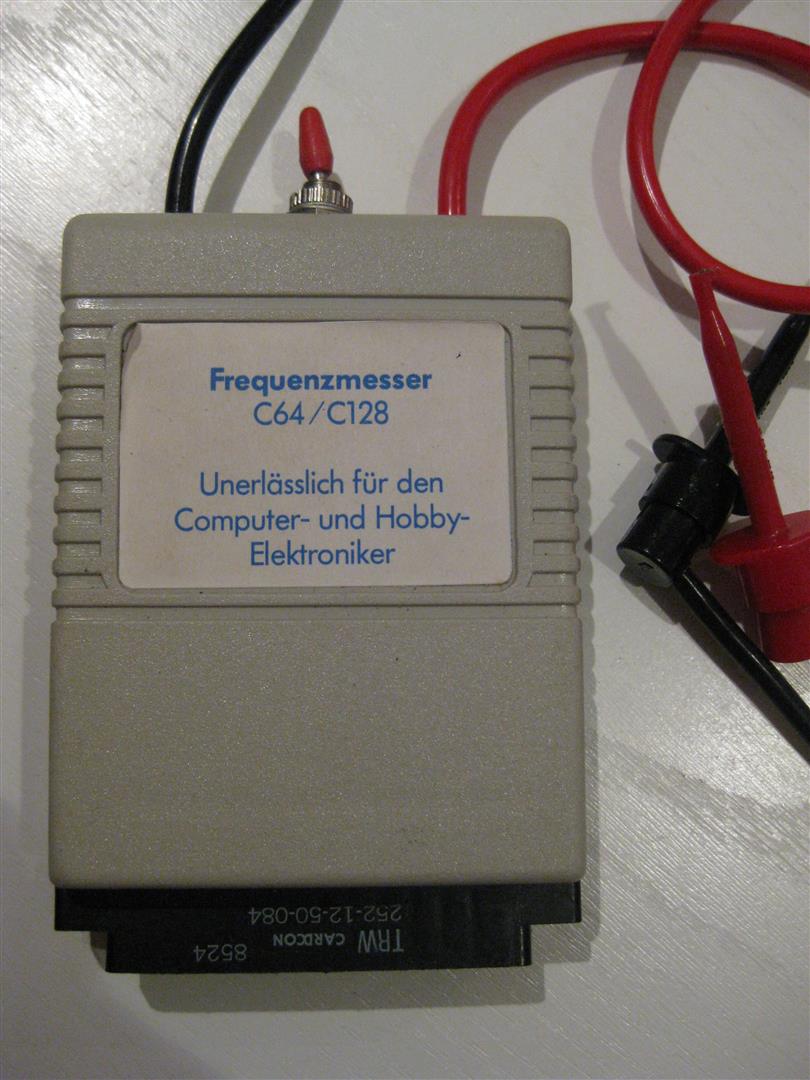 Frequenzmesser
C64/C128
Unerlässlich für den
Computer- und Hobby-
Elektroniker
TRW CARDCON 8524
252-12-50-084